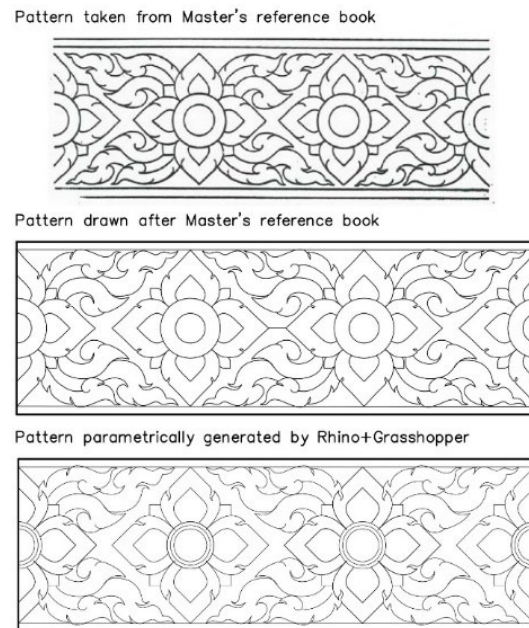 Pattern taken from Master's reference book
Pattern drawn after Master's reference book
Pattern parametrically generated by Rhino+Grasshopper